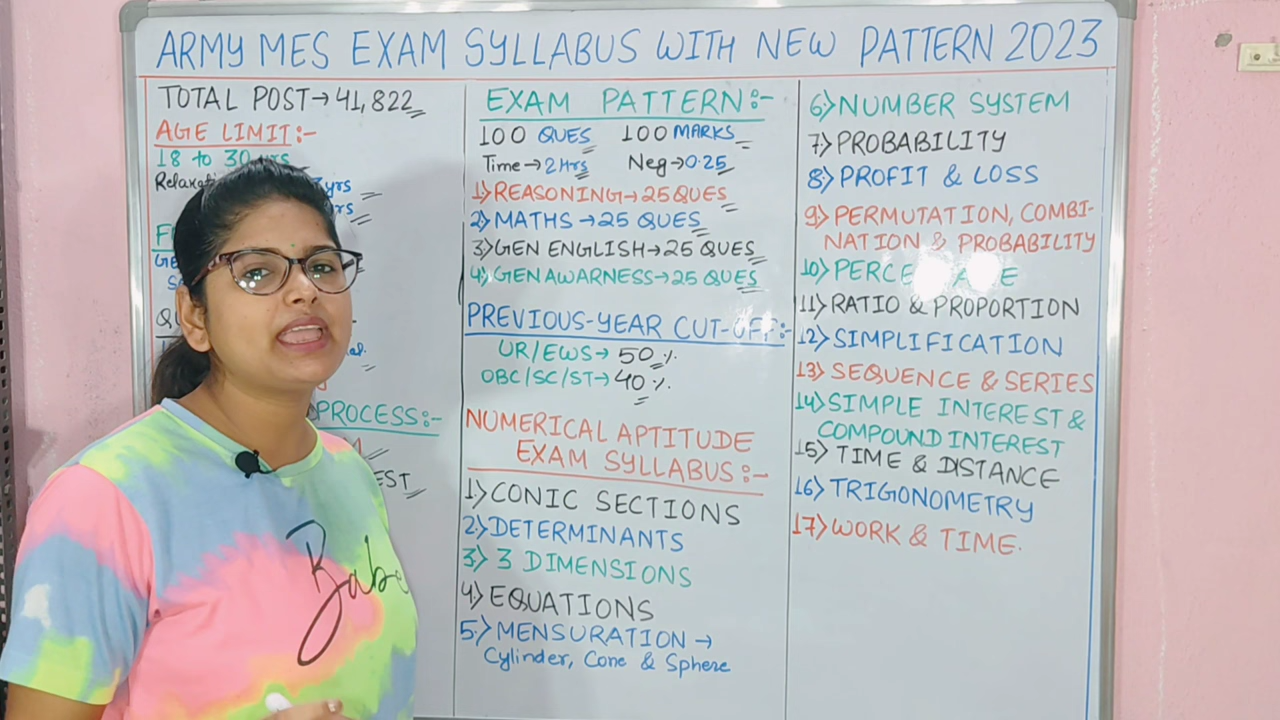 ARMY MES EXAM SYLLABUS WITH NEW PATTERN 2023
TOTAL POST→41,822
AGE LIMIT:-
18 to 30 yrs
yrs
rs
PROCESS:-
EST
EXAM PATTERN:-
100 QUES 100 MARKS
Time→2Hrs Neg→0.25
1) REASONING→25 QUES
2) MATHS→25 QUES
3) GEN ENGLISH→25 QUES
4) GEN AWARNESS→25 QUES
PREVIOUS-YEAR CUT-OFF:-
UR/EWS→50%
OBC/SC/ST→40%
NUMERICAL APTITUDE
EXAM SYLLABUS:-
1) CONIC SECTIONS
2) DETERMINANTS
3) 3 DIMENSIONS
4) EQUATIONS
5) MENSURATION→
Cylinder, Cone & Sphere
6) NUMBER SYSTEM
7) PROBABILITY
8) PROFIT & LOSS
9) PERMUTATION, COMBI-
NATION & PROBABILITY
10)
11) RATIO & PROPORTION
12) SIMPLIFICATION
13) SEQUENCE & SERIES
14) SIMPLE INTEREST &
COMPOUND INTEREST
15) TIME & DISTANCE
16) TRIGONOMETRY
17) WORK & TIME.
Babe